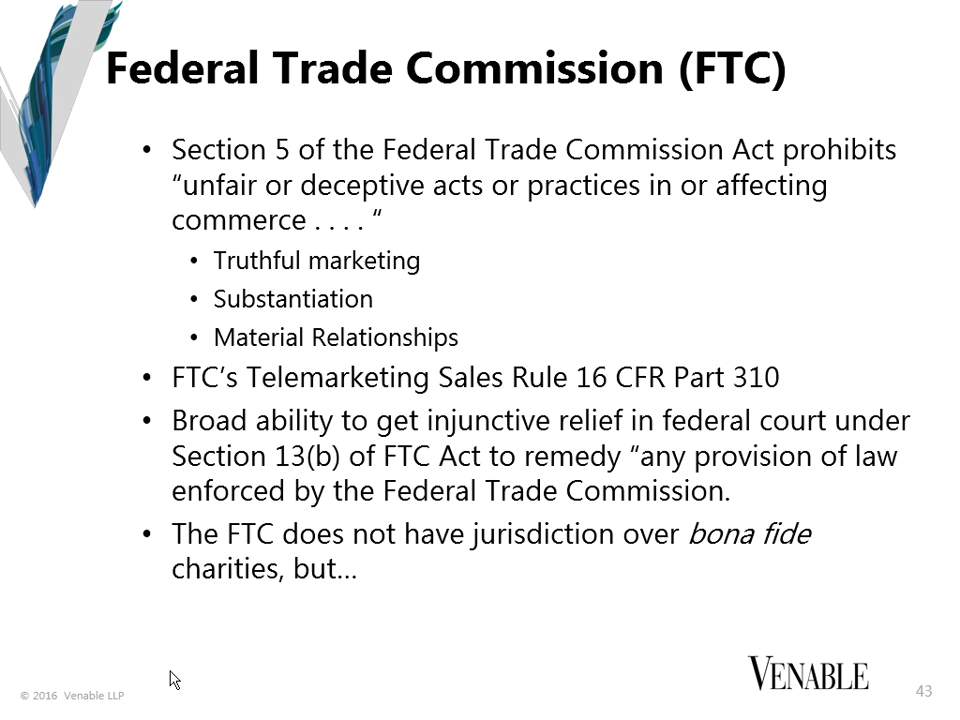 Federal Trade Commission (FTC)
• Section 5 of the Federal Trade Commission Act prohibits
“unfair or deceptive acts or practices in or affecting
commerce . . . . “
• Truthful marketing
• Substantiation
• Material Relationships
• FTC’s Telemarketing Sales Rule 16 CFR Part 310
• Broad ability to get injunctive relief in federal court under
Section 13(b) of FTC Act to remedy “any provision of law
enforced by the Federal Trade Commission.
• The FTC does not have jurisdiction over bona fide
charities, but…
© 2016 Venable LLP
VENABLE
43